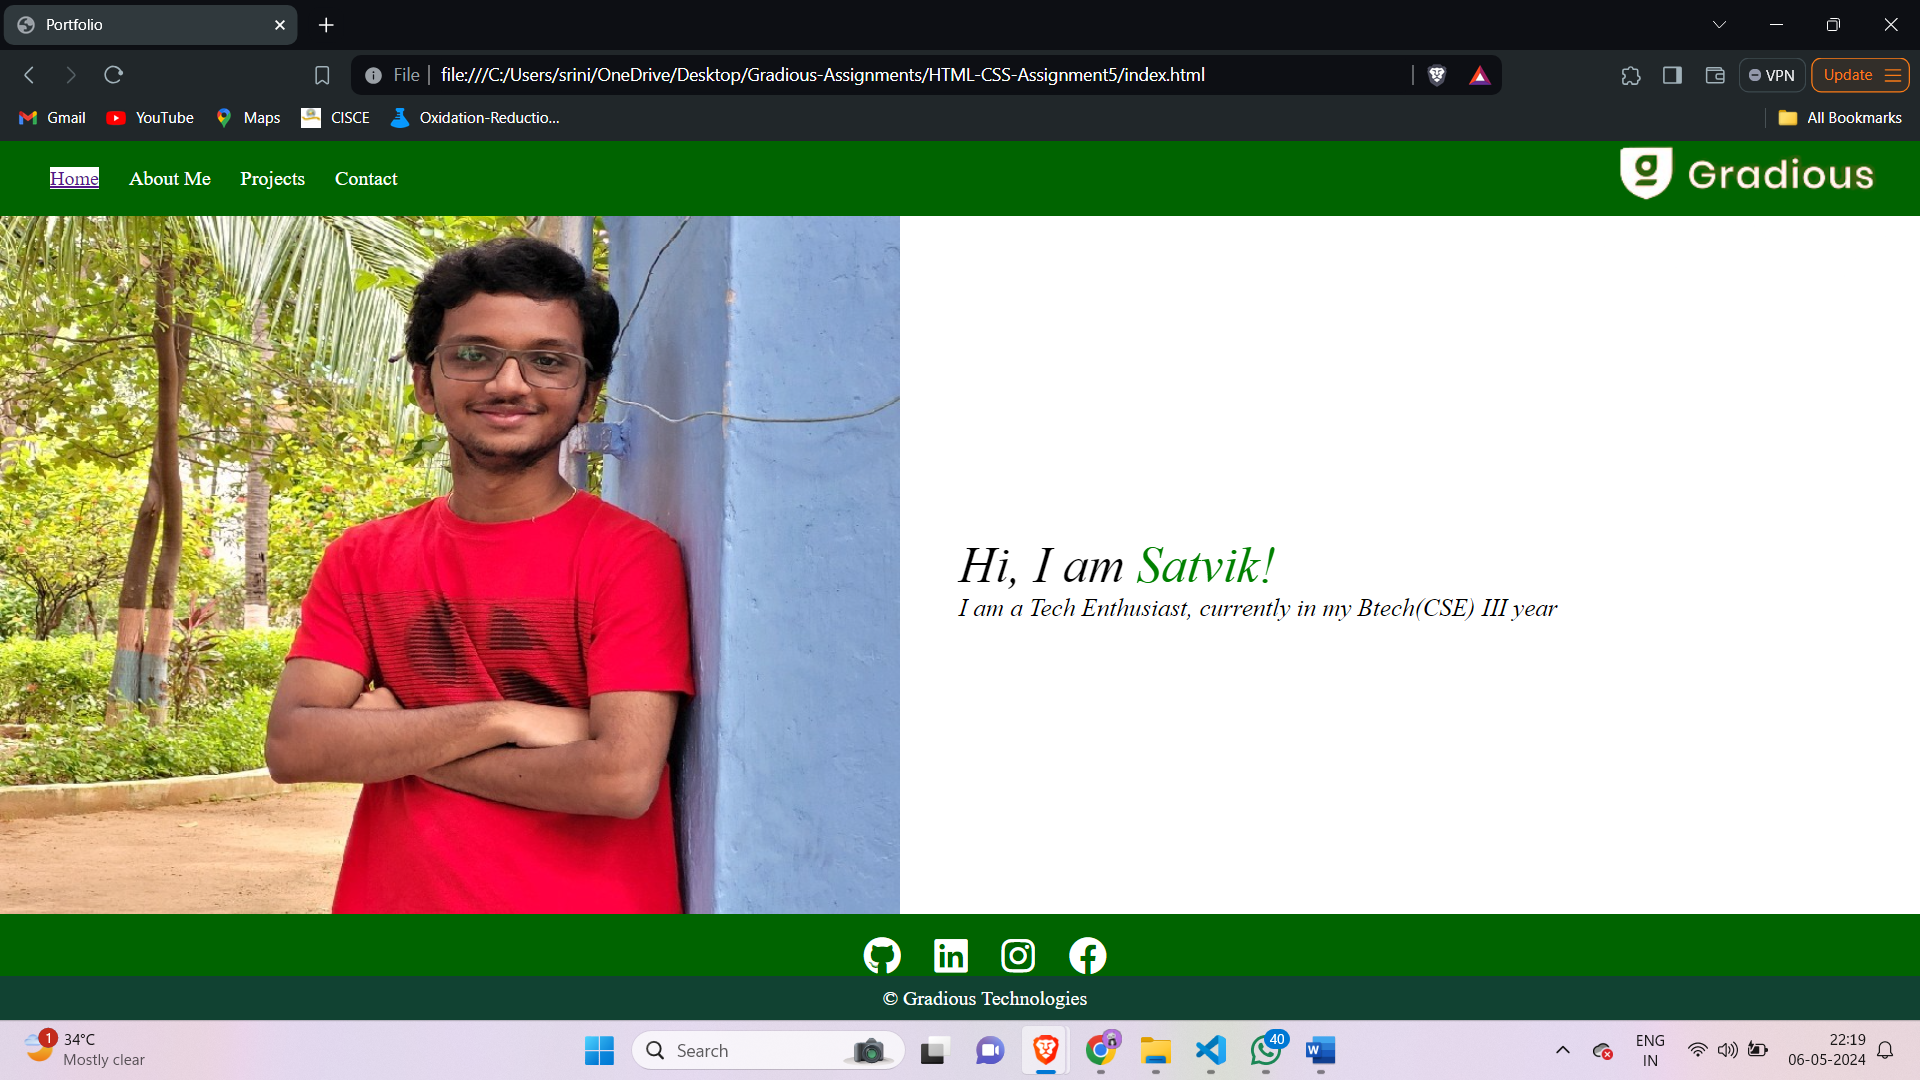 Portfolio
File
file:///C:/Users/srini/OneDrive/Desktop/Gradious-Assignments/HTML-CSS-Assignment5/index.html
VPN
Update
Gmail
YouTube
Maps
CISCE
Oxidation-Reductio...
All Bookmarks
Home About Me Projects Contact
g Gradious
Hi, I am Satvik!
I am a Tech Enthusiast, currently in my Btech(CSE) III year
in
© Gradious Technologies
1
34°C
Mostly clear
Search
40
W
ENG
IN
22:19
06-05-2024